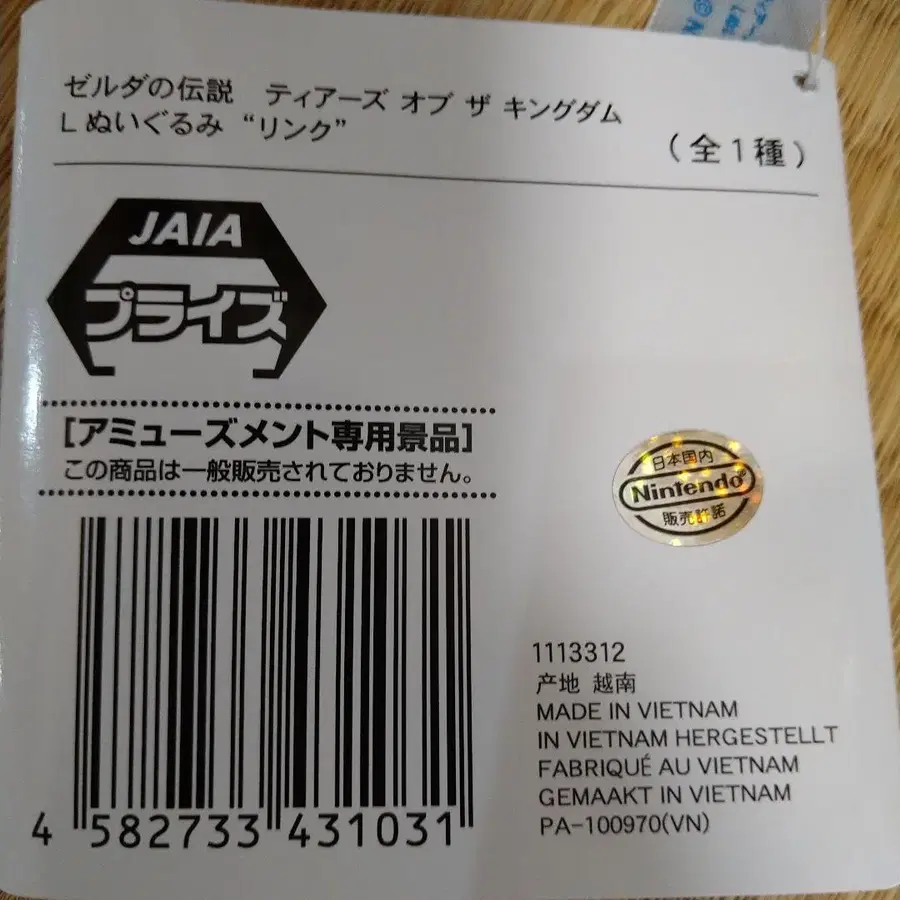 ゼルダの伝説 ティアーズ オブ ザ キングダム
L ぬいぐるみ “リンク”
（全1種）
JAIA
プライズ
[アミューズメント専用景品]
この商品は一般販売されておりません。
日本国内
Nintendo®
販売許諾
4 582733 431031
1113312
产地 越南
MADE IN VIETNAM
IN VIETNAM HERGESTELLT
FABRIQUÉ AU VIETNAM
GEMAAKT IN VIETNAM
PA-100970(VN)